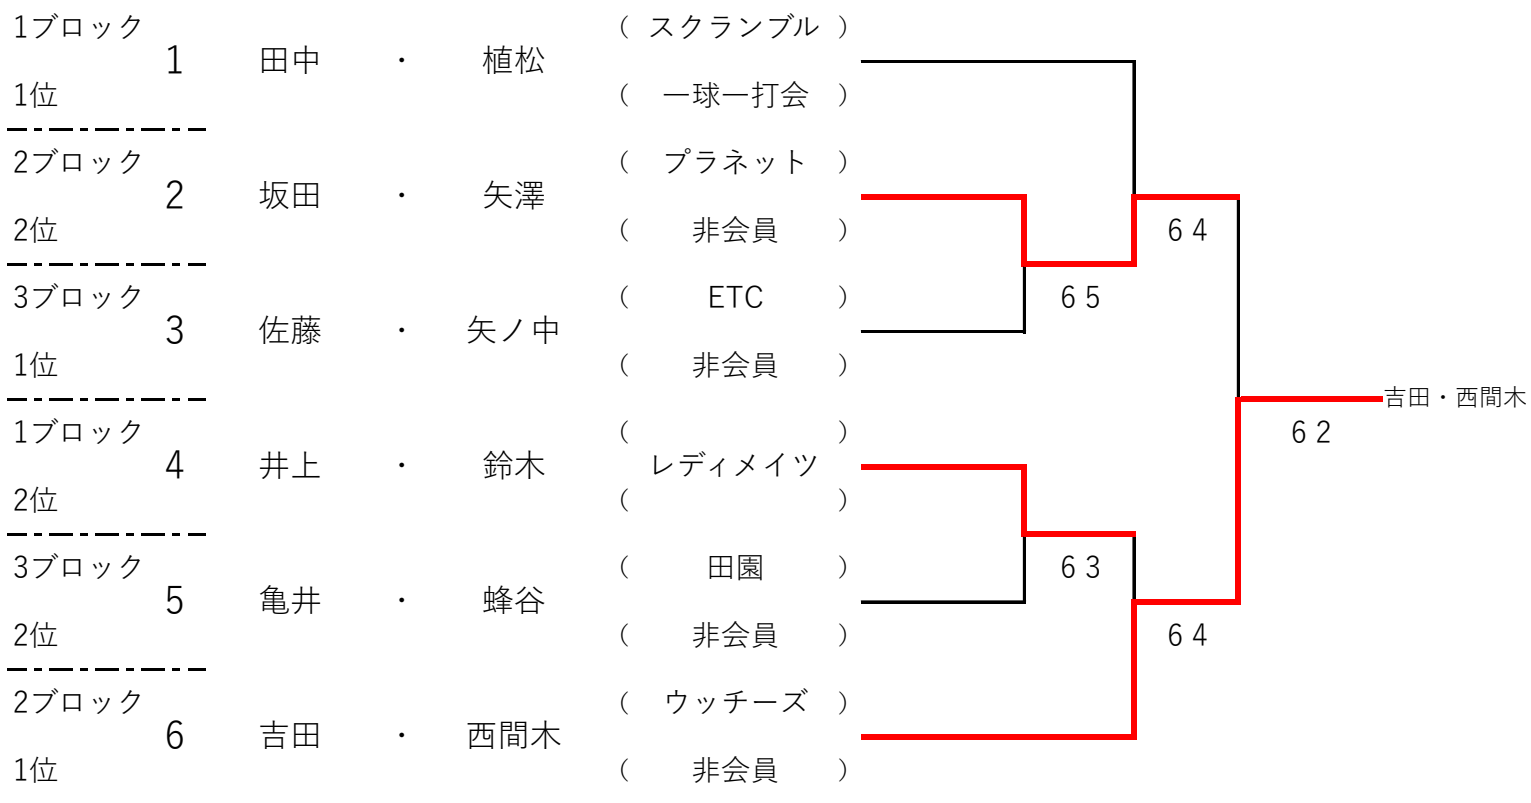 1ブロック 1位 1 田中 ・ 植松 ( スクランブル ) ( 一球一打会 )
2ブロック 2位 2 坂田 ・ 矢澤 ( プラネット ) ( 非会員 )
3ブロック 1位 3 佐藤 ・ 矢ノ中 ( ETC ) ( 非会員 )
1ブロック 2位 4 井上 ・ 鈴木 ( ) レディメイツ ( )
3ブロック 2位 5 亀井 ・ 蜂谷 ( 田園 ) ( 非会員 )
2ブロック 1位 6 吉田 ・ 西間木 ( ウッチーズ ) ( 非会員 )
6 5
6 3
6 4
6 4
6 2
吉田・西間木